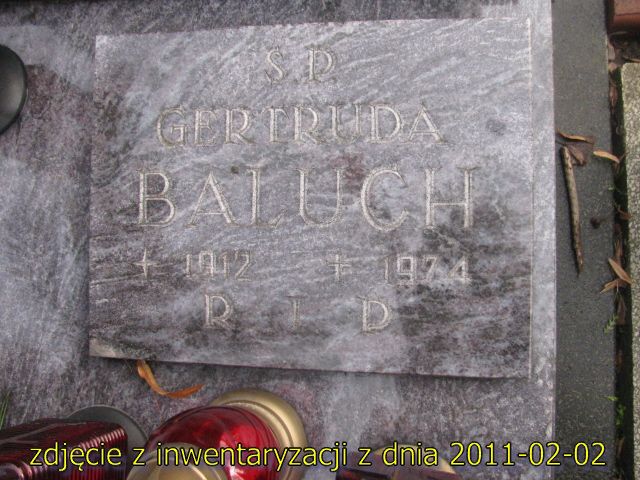 Ś.P.
GERTRUDA
BALUCH
+ 1912 + 1974
R I P
zdjęcie z inwentaryzacji z dnia 2011-02-02